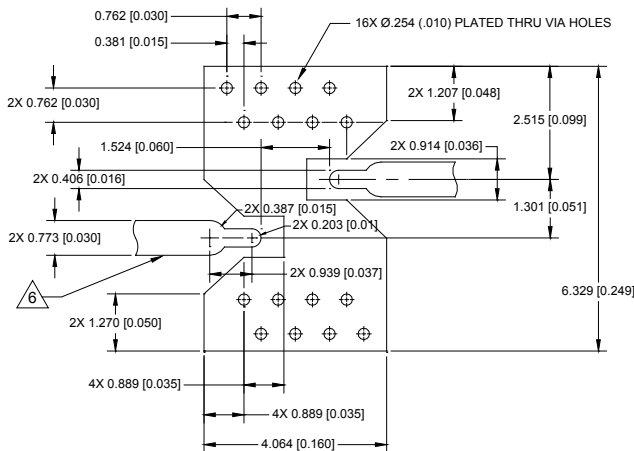 0.762 [0.030]
16X Ø.254 (.010) PLATED THRU VIA HOLES
0.381 [0.015]
2X 0.762 [0.030]
2X 1.207 [0.048]
2.515 [0.099]
1.524 [0.060]
2X 0.914 [0.036]
2X 0.406 [0.016]
1.301 [0.051]
2X 0.387 [0.015]
2X 0.203 [0.01]
2X 0.773 [0.030]
2X 0.939 [0.037]
6
6.329 [0.249]
2X 1.270 [0.050]
4X 0.889 [0.035]
4X 0.889 [0.035]
4.064 [0.160]